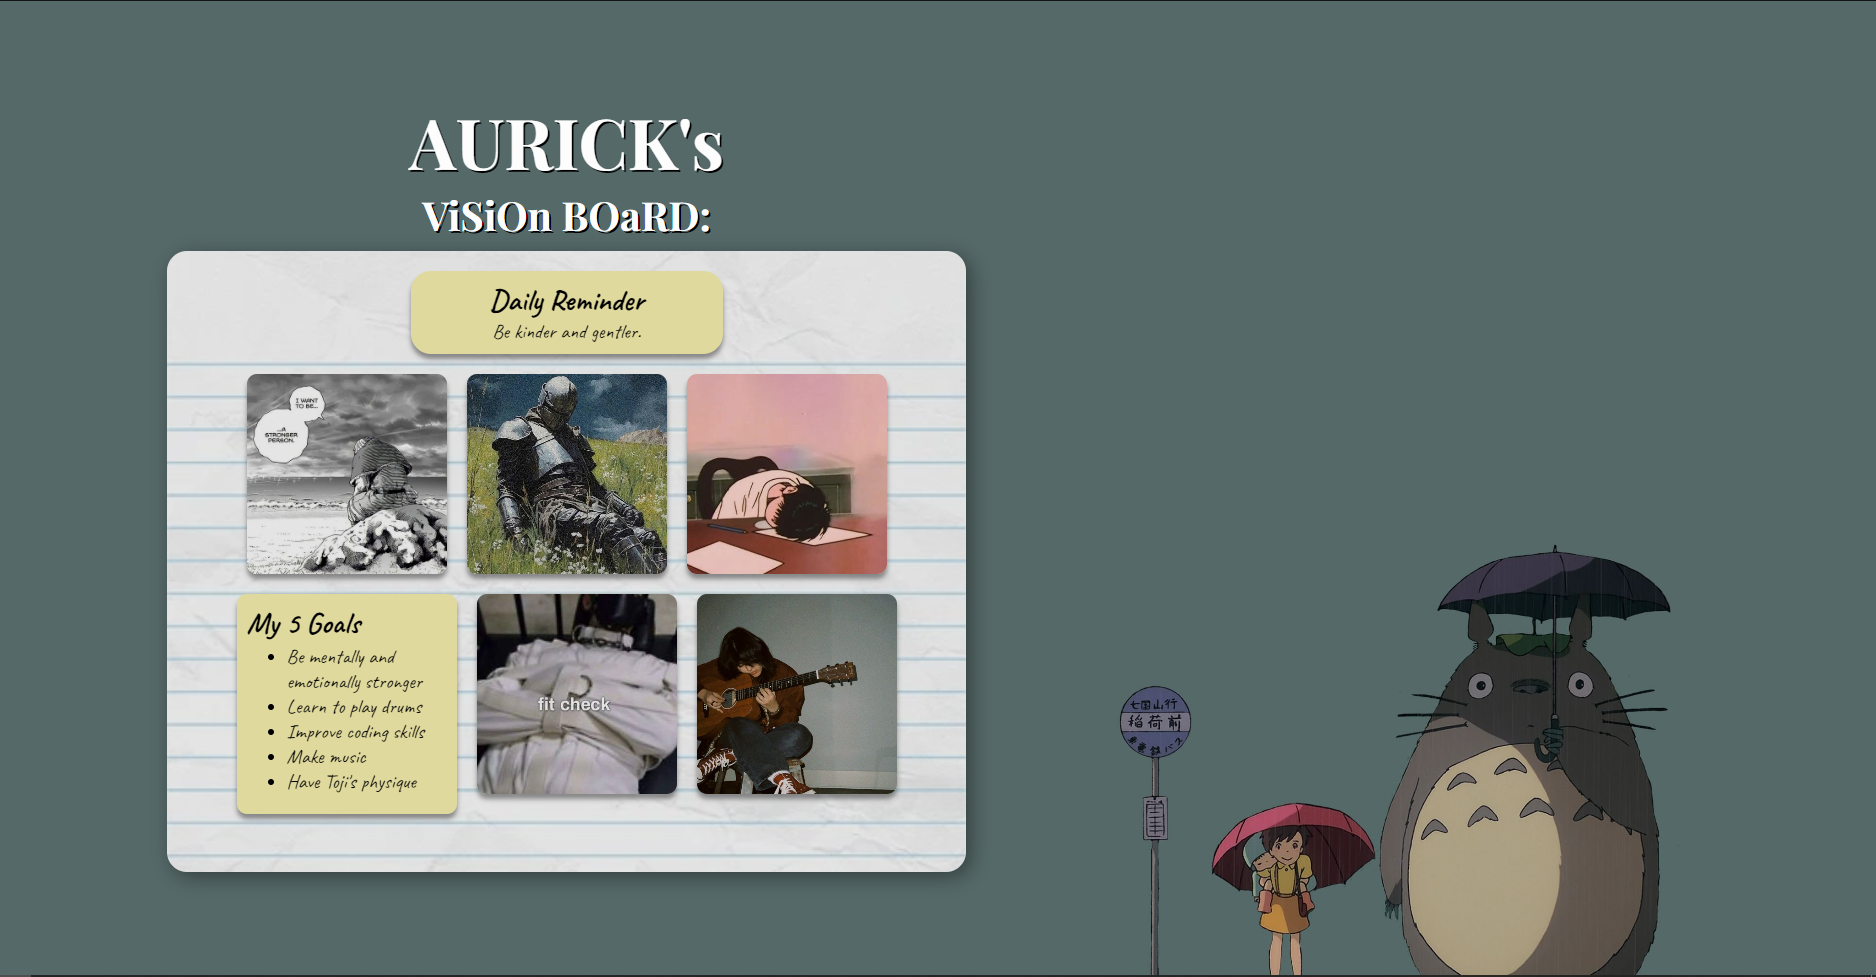 AURICK's
ViSiOn BOaRD:
Daily Reminder
Be kinder and gentler.
I WANT
TO BE...
...A
STRONGER
PERSON.
My 5 Goals
Be mentally and
emotionally stronger
Learn to play drums
Improve coding skills
Make music
Have Toji's physique
fit check
七国山行
稲荷前